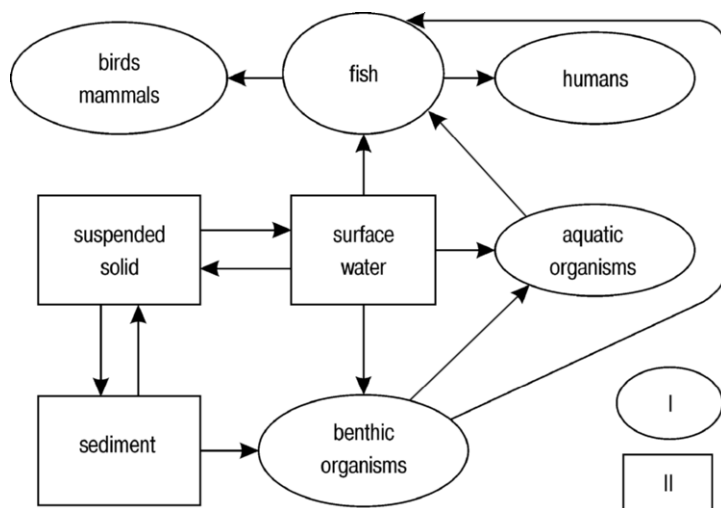 birds
mammals
fish
humans
suspended
solid
surface
water
aquatic
organisms
sediment
benthic
organisms
I
II